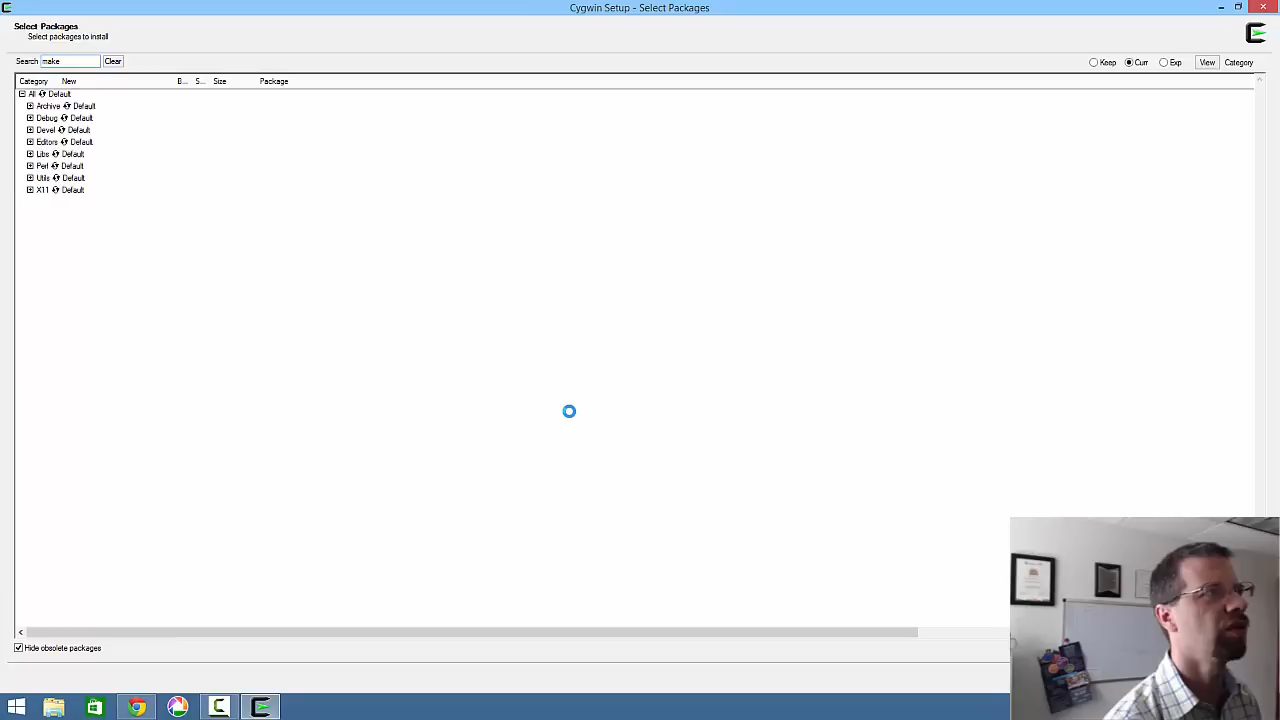 Cygwin Setup - Select Packages
Select Packages
Select packages to install
Search make Clear
Keep Curr Exp View Category
Category New B... S... Size Package
All Default
Archive Default
Debug Default
Devel Default
Editors Default
Libs Default
Perl Default
Utils Default
X11 Default
Hide obsolete packages